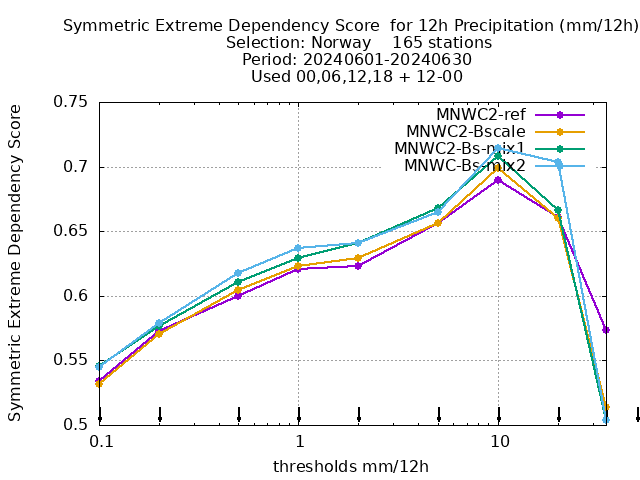 Symmetric Extreme Dependency Score  for 12h Precipitation (mm/12h)
Selection: Norway    165 stations
Period: 20240601-20240630
Used 00,06,12,18 + 12-00
Symmetric Extreme Dependency Score
0.75
0.7
0.65
0.6
0.55
0.5
MNWC2-ref
MNWC2-Bscale
MNWC2-Bs-mix1
MNWC-Bs-mix2
0.1 1 10
thresholds mm/12h